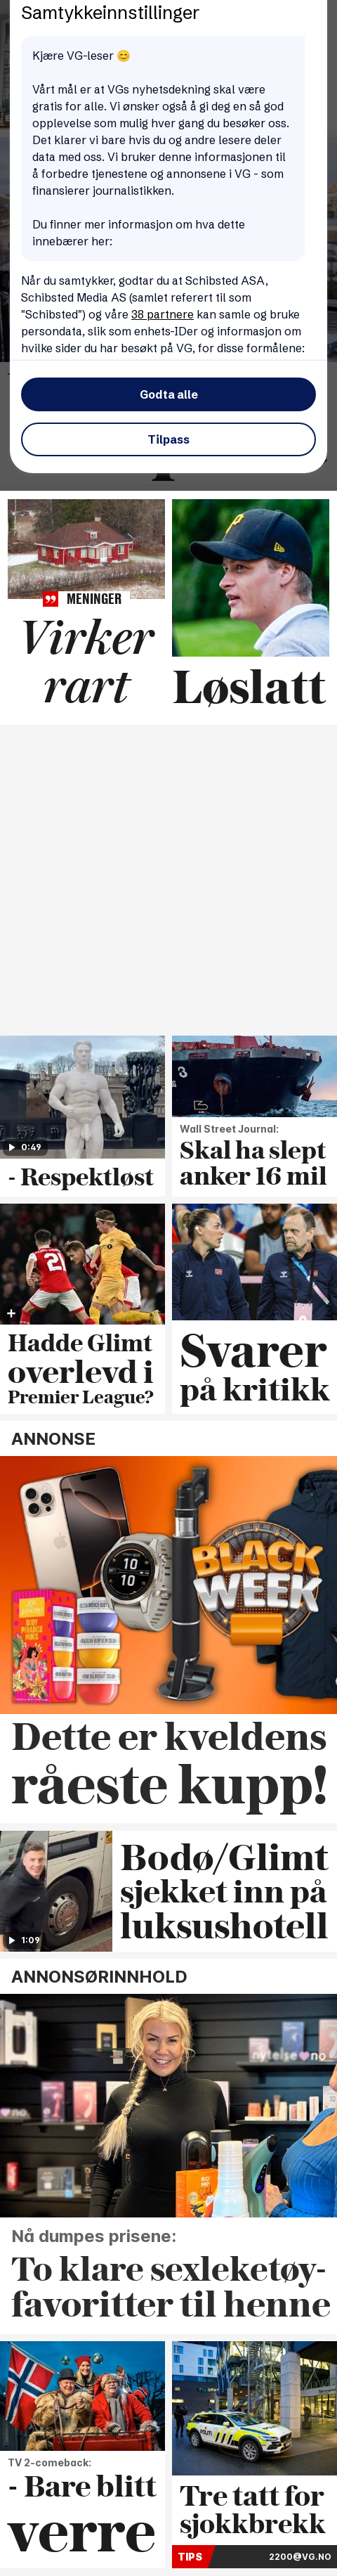 Samtykkeinnstillinger
Kjære VG-leser 😊
Vårt mål er at VGs nyhetsdekning skal være
gratis for alle. Vi ønsker også å gi deg en så god
opplevelse som mulig hver gang du besøker oss.
Det klarer vi bare hvis du og andre lesere deler
data med oss. Vi bruker denne informasjonen til
å forbedre tjenestene og annonsene i VG - som
finansierer journalistikken.
Du finner mer informasjon om hva dette
innebærer her:
Når du samtykker, godtar du at Schibsted ASA,
Schibsted Media AS (samlet referert til som
"Schibsted") og våre 38 partnere kan samle og bruke
persondata, slik som enhets-IDer og informasjon om
hvilke sider du har besøkt på VG, for disse formålene:
Godta alle
Tilpass
MENINGER
Virker
rart
Løslatt
0:49
- Respektløst
Wall Street Journal:
Skal ha slept
anker 16 mil
Hadde Glimt
overlevd i
Premier League?
Svarer
på kritikk
ANNONSE
BLACK
WEEK
Dette er kveldens
råeste kupp!
1:09
Bodø/Glimt
sjekket inn på
luksushotell
ANNONSØRINNHOLD
nytelse no
Nå dumpes prisene:
To klare sexleketøy-
favoritter til henne
TV 2-comeback:
- Bare blitt
verre
POLITI
Tre tatt for
sjokkbrekk
TIPS
2200@VG.NO